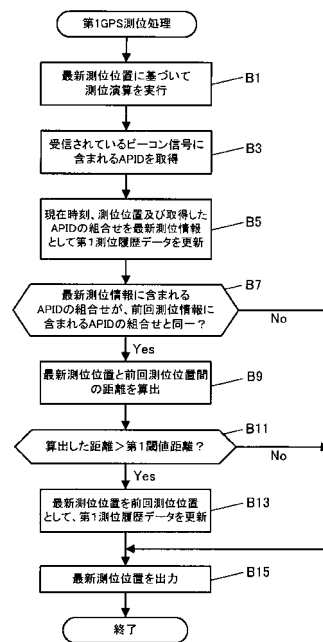 第1GPS測位処理
最新測位位置に基づいて
測位演算を実行
B1
受信されているビーコン信号に
含まれるAPIDを取得
B3
現在時刻、測位位置及び取得した
APIDの組合せを最新測位情報
として第1測位履歴データを更新
B5
最新測位情報に含まれる
APIDの組合せが、前回測位情報に
含まれるAPIDの組合せと同一?
B7
No
Yes
最新測位位置と前回測位位置間
の距離を算出
B9
算出した距離>第1閾値距離?
B11
No
Yes
最新測位位置を前回測位位置
として、第1測位履歴データを更新
B13
最新測位位置を出力
B15
終了